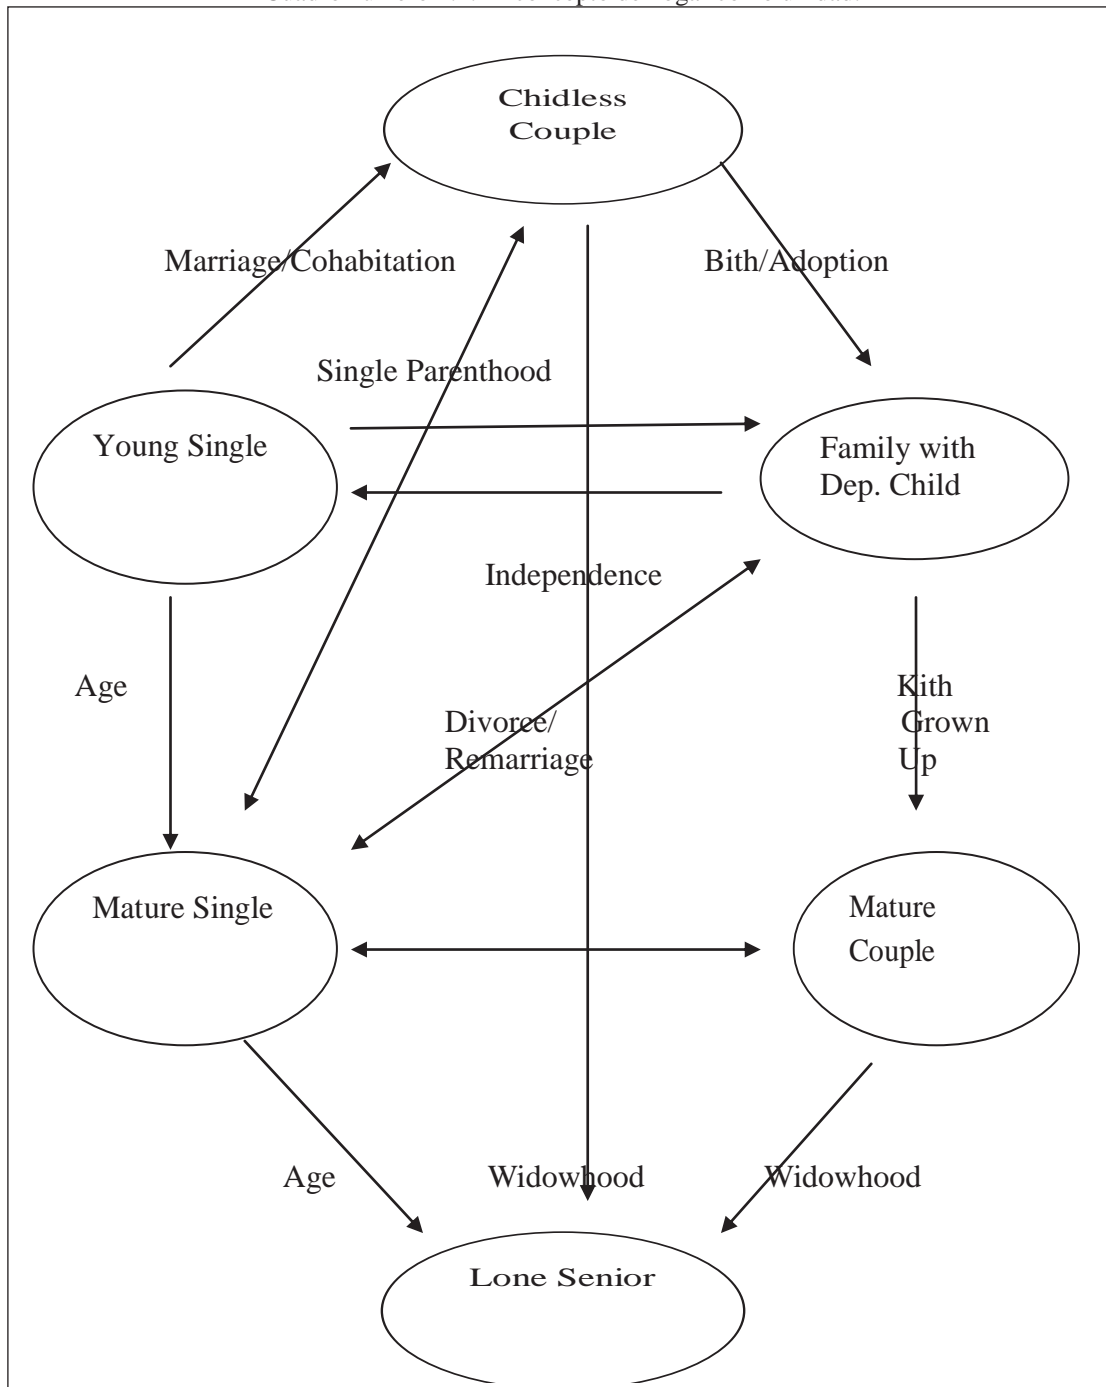 Chidless
Couple
Marriage/Cohabitation
Bith/Adoption
Single Parenthood
Young Single
Family with
Dep. Child
Independence
Age
Kith
Grown
Up
Divorce/
Remarriage
Mature Single
Mature
Couple
Age
Widowhood
Widowhood
Lone Senior